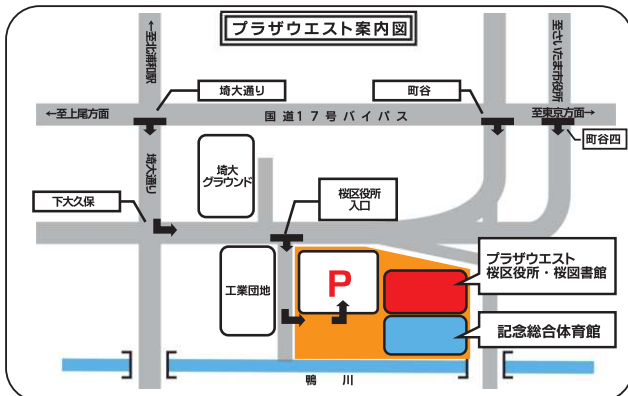 プラザウエスト案内図
←至北浦和駅
至さいたま市役所
埼大通り
町谷
←至上尾方面
国道17号バイパス
至東京方面→
町谷四
埼大通り
埼大
グラウンド
下大久保
桜区役所
入口
工業団地
P
プラザウエスト
桜区役所・桜図書館
記念総合体育館
鴨川